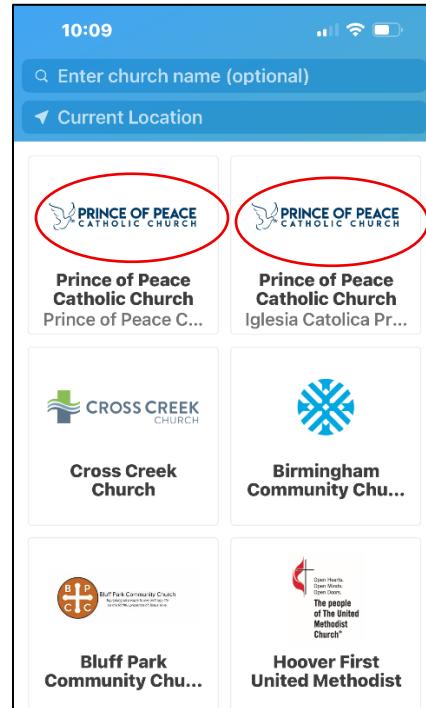 10:09
Enter church name (optional)
Current Location
PRINCE OF PEACE
CATHOLIC CHURCH
Prince of Peace
Catholic Church
Prince of Peace C...
PRINCE OF PEACE
CATHOLIC CHURCH
Prince of Peace
Catholic Church
Iglesia Catolica Pr...
CROSS CREEK
CHURCH
Cross Creek
Church
Birmingham
Community Chu...
B P
C C
Bluff Park Community Church
Bluff Park
Community Chu...
Open Hearts.
Open Minds.
Open Doors.
The people
of The United
Methodist
Church®
Hoover First
United Methodist